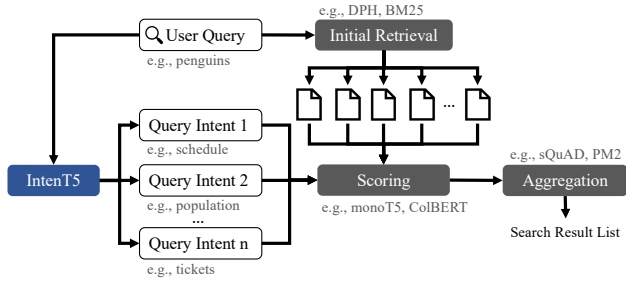 e.g., DPH, BM25
User Query
Initial Retrieval
e.g., penguins
...
Query Intent 1
e.g., schedule
e.g., sQuAD, PM2
IntenT5
Query Intent 2
Scoring
Aggregation
e.g., population
e.g., monoT5, ColBERT
...
Search Result List
Query Intent n
e.g., tickets